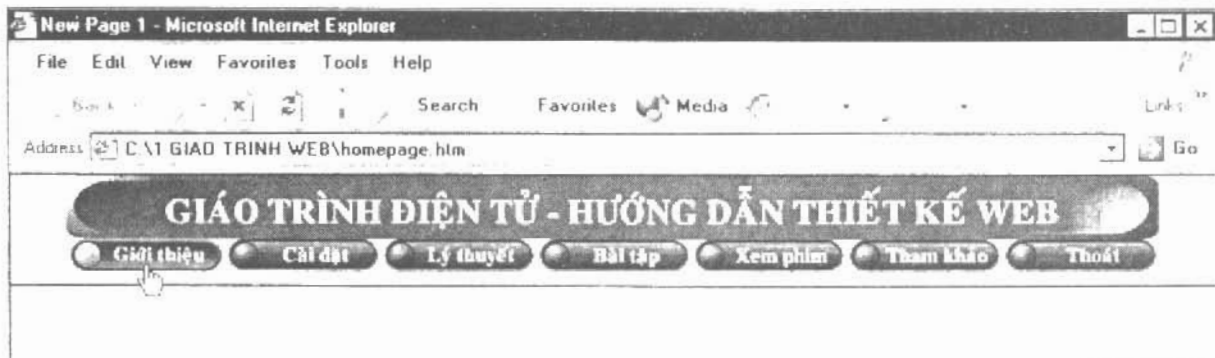 New Page 1 - Microsoft Internet Explorer
File Edit View Favorites Tools Help
Back Search Favorites Media Links
Address C:\1 GIAO TRINH WEB\homepage.htm Go
GIÁO TRÌNH ĐIỆN TỬ - HƯỚNG DẪN THIẾT KẾ WEB
Giới thiệu Cài đặt Lý thuyết Bài tập Xem phim Tham khảo Thoát